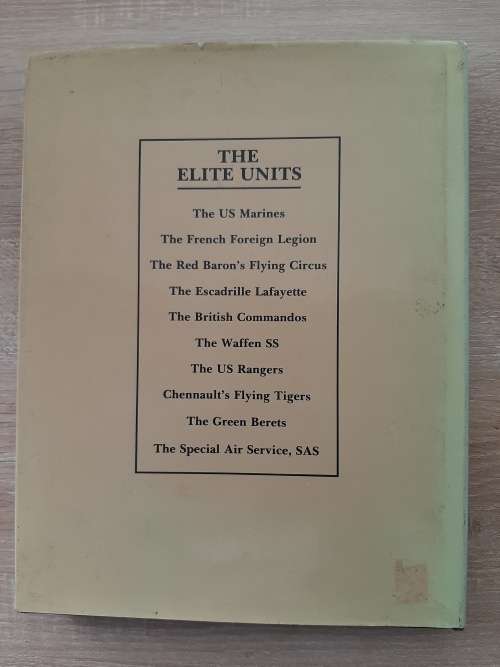 THE
ELITE UNITS
The US Marines
The French Foreign Legion
The Red Baron's Flying Circus
The Escadrille Lafayette
The British Commandos
The Waffen SS
The US Rangers
Chennault's Flying Tigers
The Green Berets
The Special Air Service, SAS